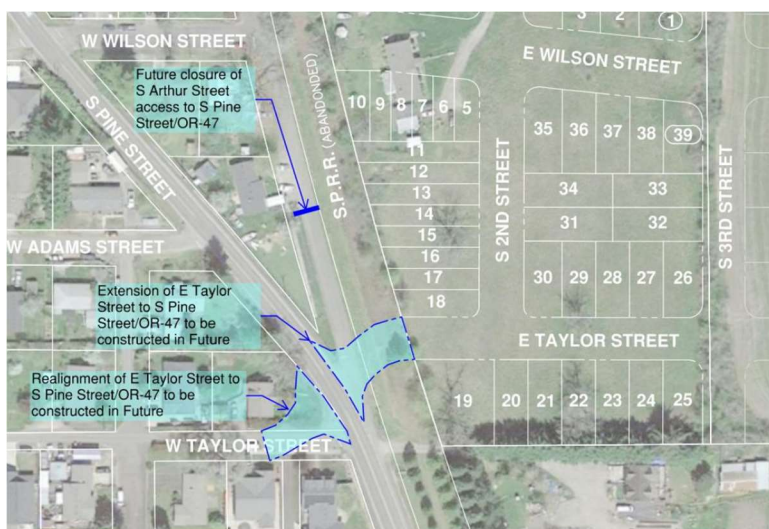 W WILSON STREET
Future closure of
S Arthur Street
access to S Pine
Street/OR-47
S PINE STREET
S.P.R.R. (ABANDONDED)
W ADAMS STREET
Extension of E Taylor
Street to S Pine
Street/OR-47 to be
constructed in Future
Realignment of E Taylor Street to
S Pine Street/OR-47 to be
constructed in Future
W TAYLOR STREET
3 2 1
E WILSON STREET
10 9 8 7 6 5
11
12
13
14
15
16
17
18
S 2ND STREET
35 36 37 38 39
34 33
31 32
30 29 28 27 26
S 3RD STREET
E TAYLOR STREET
19 20 21 22 23 24 25